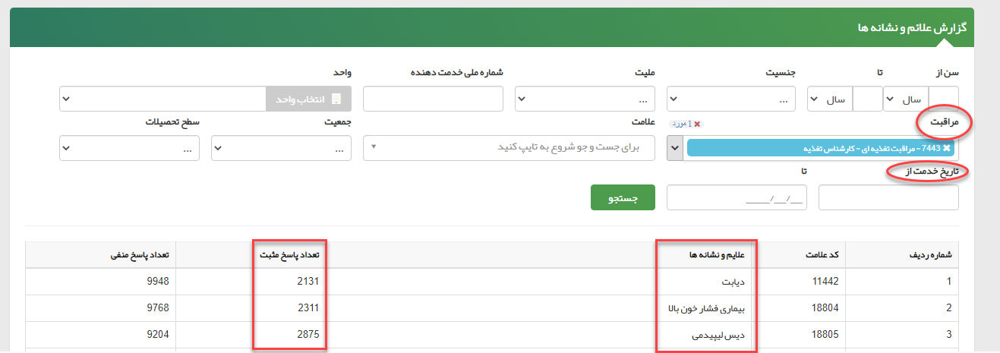 گزارش علائم و نشانه ها
سن از تا جنسیت ملیت شماره ملی خدمت دهنده واحد
سال سال ... ... انتخاب واحد
مراقبت 1 مورد علامت جمعیت سطح تحصیلات
7443 - مراقبت تغذیه ای - کارشناس تغذیه برای جست و جو شروع به تایپ کنید ... ...
تاریخ خدمت از تا
__/__/____ جستجو
شماره ردیف کد علامت علایم و نشانه ها تعداد پاسخ مثبت تعداد پاسخ منفی
1 11442 دیابت 2131 9948
2 18804 بیماری فشار خون بالا 2311 9768
3 18805 دیس لیپیدمی 2875 9204